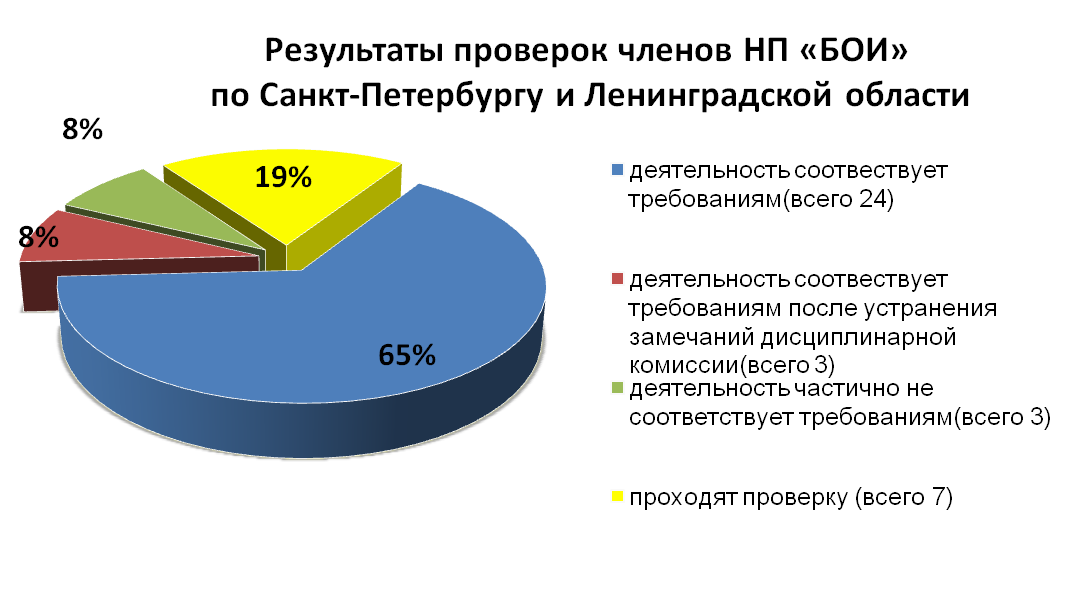 Результаты проверок членов НП «БОИ»
по Санкт-Петербургу и Ленинградской области
8%
19%
8%
65%
деятельность соотвествует
требованиям(всего 24)
деятельность соотвествует
требованиям после устранения
замечаний дисциплинарной
комиссии(всего 3)
деятельность частично не
соответствует требованиям(всего 3)
проходят проверку (всего 7)